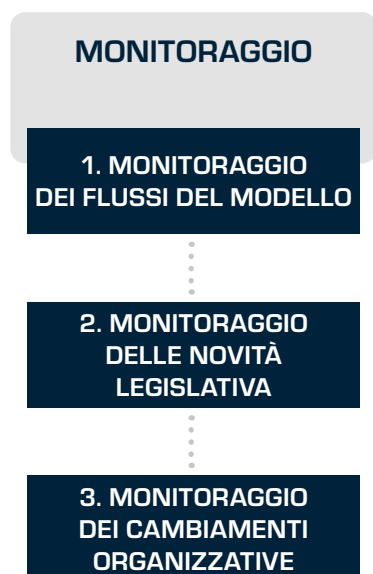 MONITORAGGIO
1. MONITORAGGIO
DEI FLUSSI DEL MODELLO
2. MONITORAGGIO
DELLE NOVITÀ
LEGISLATIVA
3. MONITORAGGIO
DEI CAMBIAMENTI
ORGANIZZATIVE